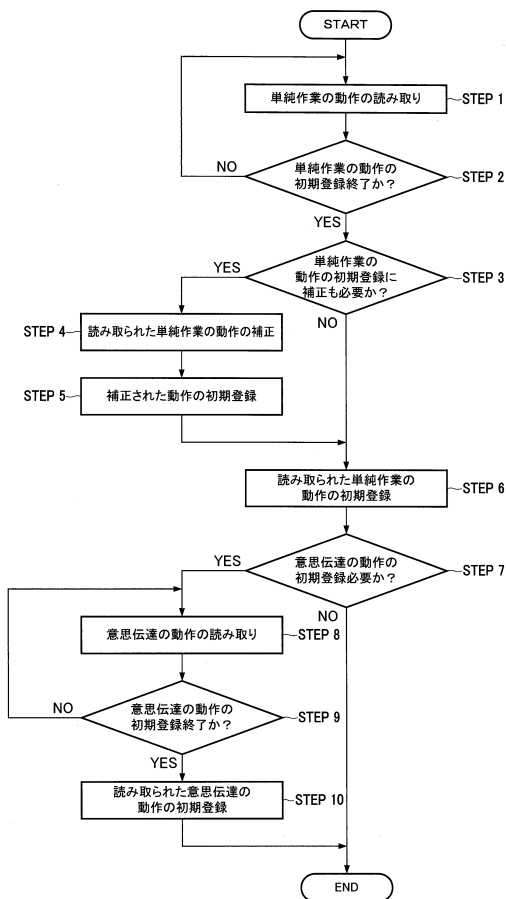 START
単純作業の動作の読み取り
STEP 1
単純作業の動作の
初期登録終了か？
STEP 2
NO
YES
単純作業の
動作の初期登録に
補正も必要か？
STEP 3
YES
NO
STEP 4
読み取られた単純作業の動作の補正
STEP 5
補正された動作の初期登録
読み取られた単純作業の
動作の初期登録
STEP 6
意思伝達の動作の
初期登録必要か？
STEP 7
YES
NO
意思伝達の動作の読み取り
STEP 8
意思伝達の動作の
初期登録終了か？
STEP 9
NO
YES
読み取られた意思伝達の
動作の初期登録
STEP 10
END